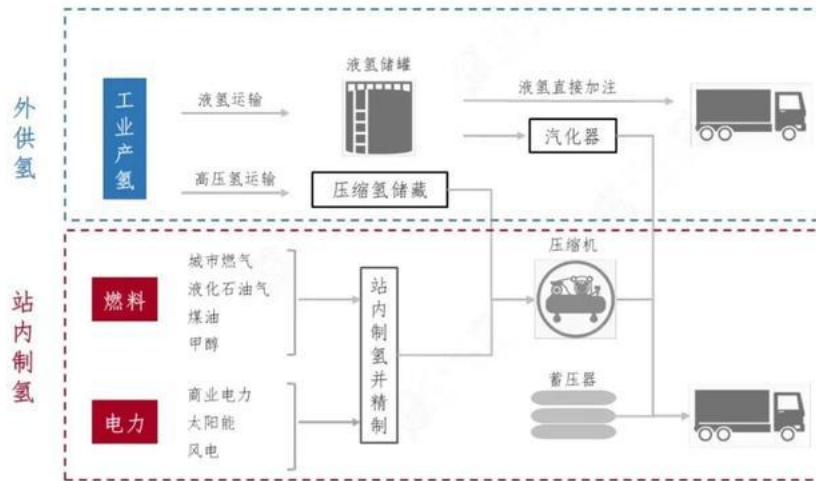 外供氢
工业产氢
液氢运输
高压氢运输
液氢储罐
压缩氢储藏
液氢直接加注
汽化器
站内制氢
燃料
城市燃气
液化石油气
煤油
甲醇
电力
商业电力
太阳能
风电
站内制氢并精制
压缩机
蓄压器